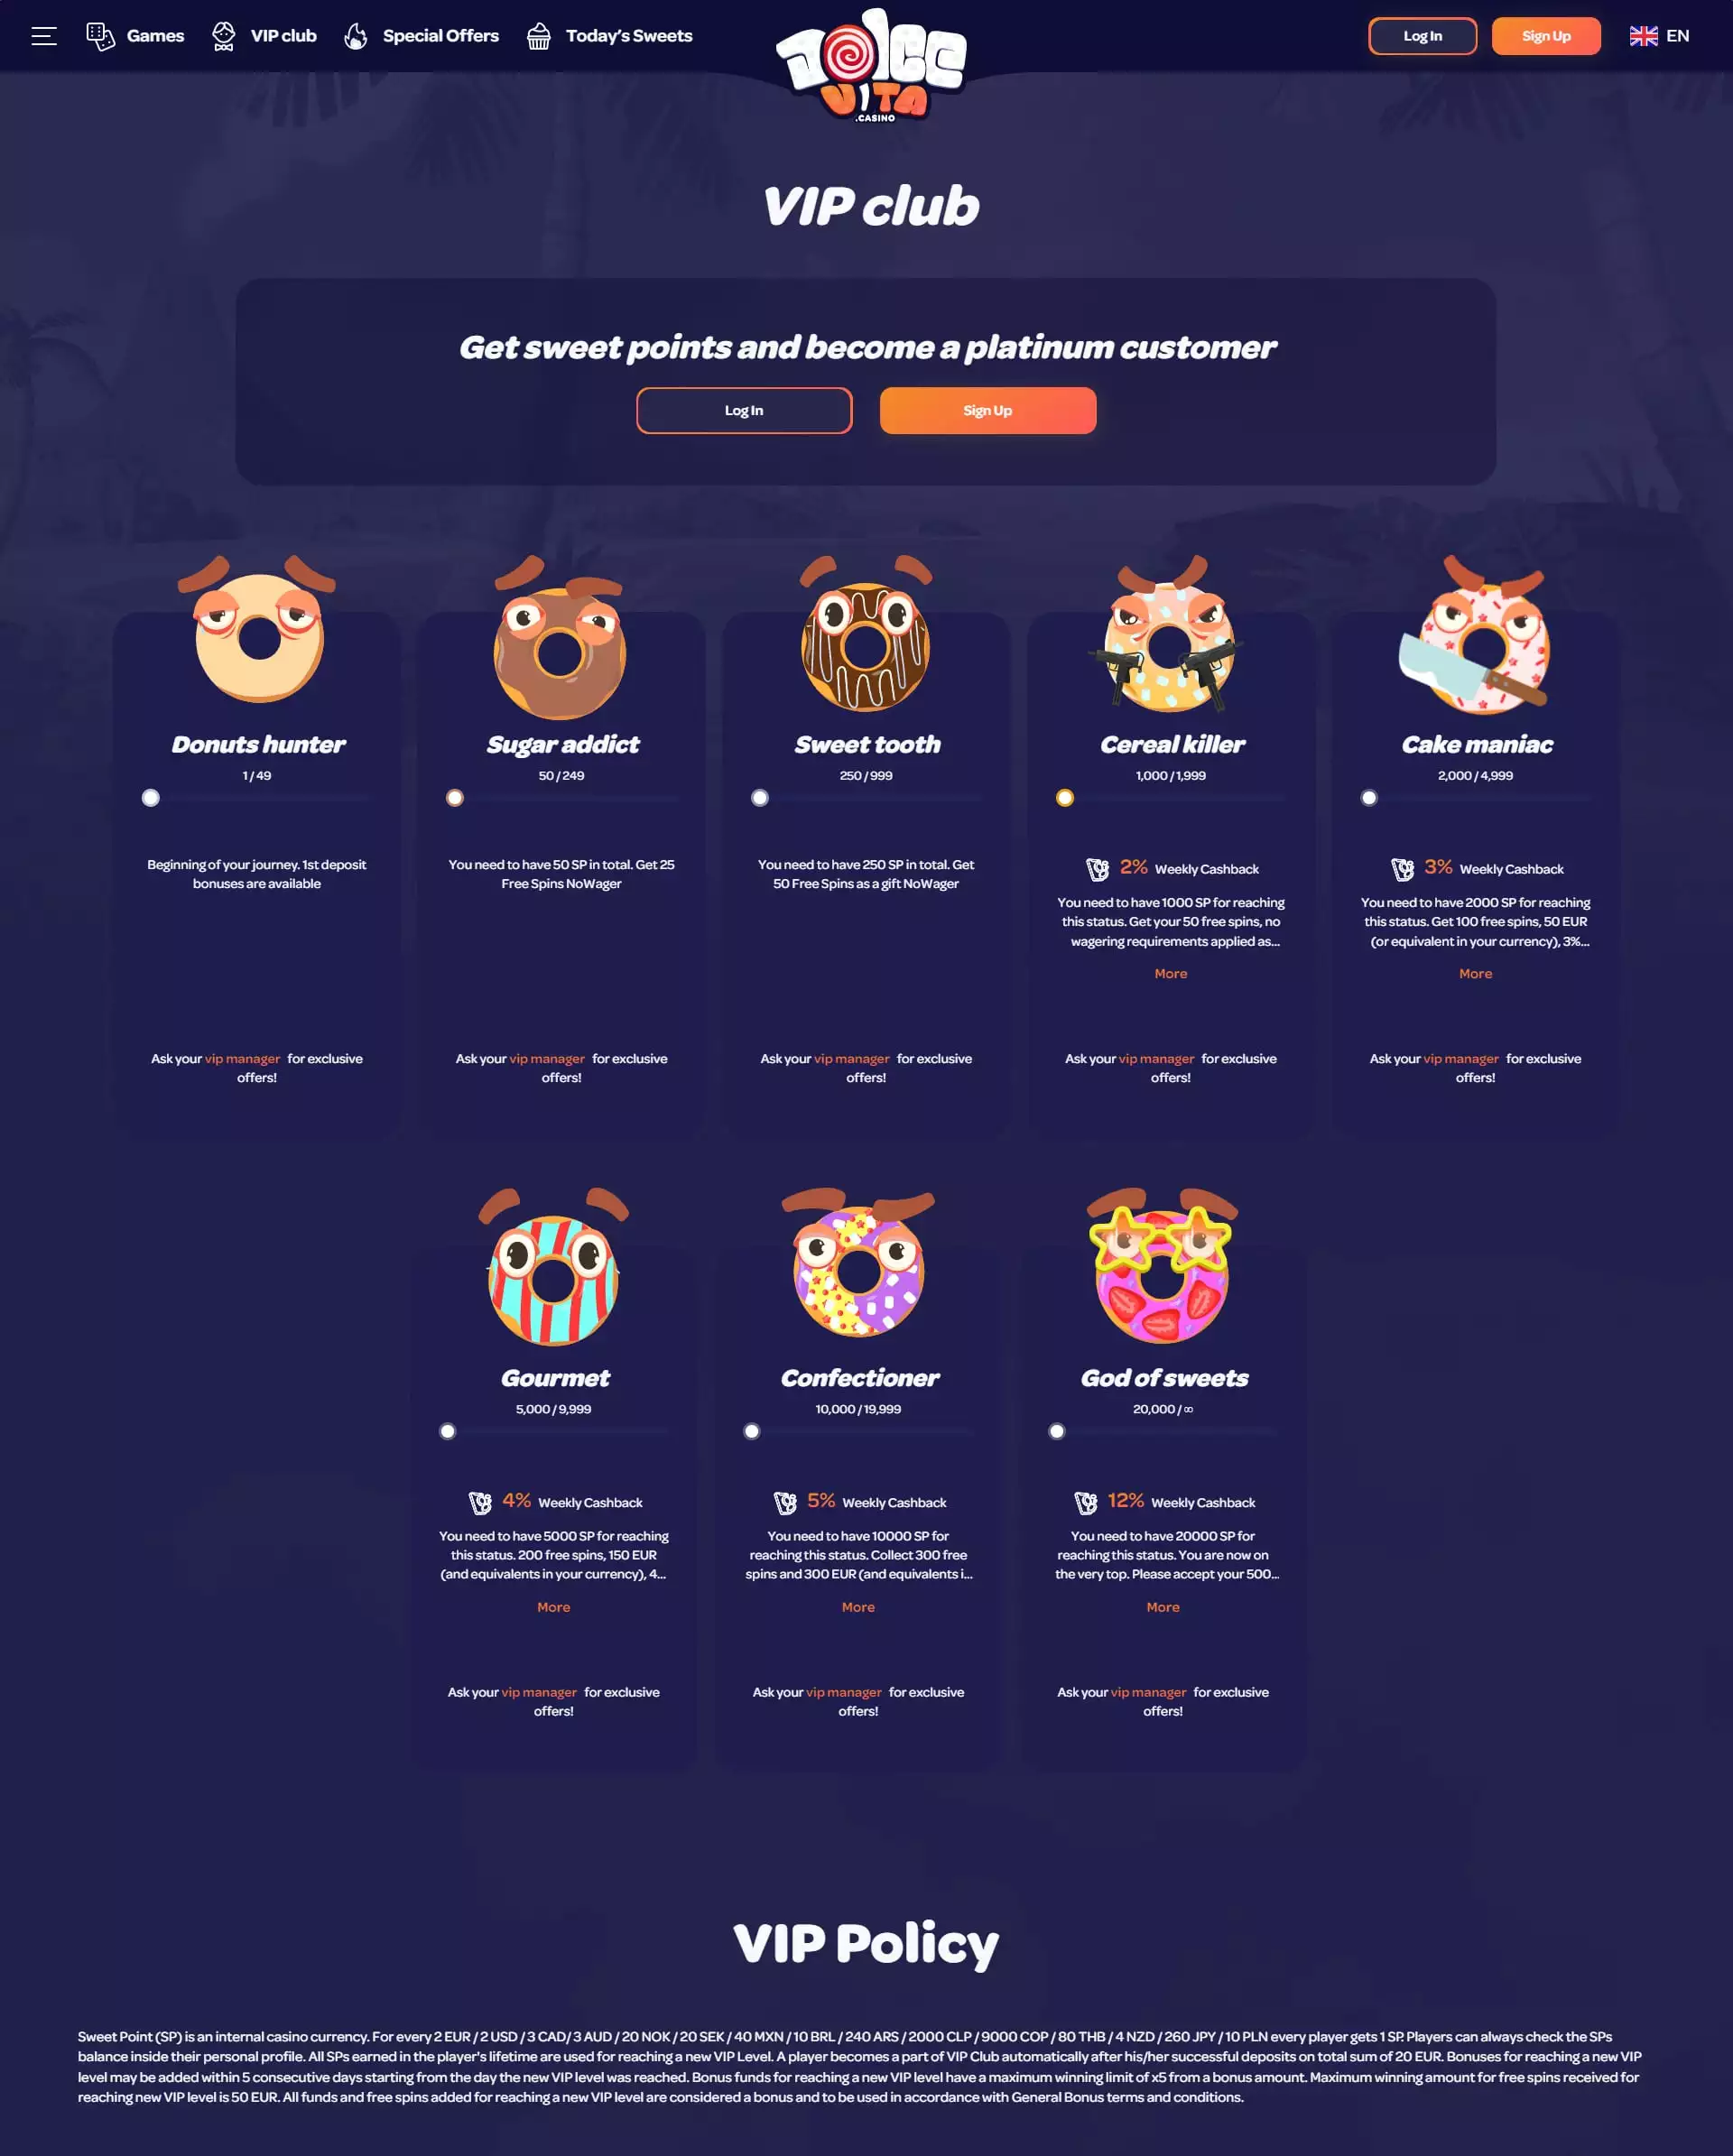 Games
VIP club
Special Offers
Today's Sweets
DOLCE
VITA
.CASINO
Log In
Sign Up
EN
VIP club
Get sweet points and become a platinum customer
Log In
Sign Up
Donuts hunter
1 / 49
Beginning of your journey. 1st deposit
bonuses are available
Ask your vip manager for exclusive
offers!
Sugar addict
50 / 249
You need to have 50 SP in total. Get 25
Free Spins NoWager
Ask your vip manager for exclusive
offers!
Sweet tooth
250 / 999
You need to have 250 SP in total. Get
50 Free Spins as a gift NoWager
Ask your vip manager for exclusive
offers!
Cereal killer
1,000 / 1,999
2% Weekly Cashback
You need to have 1000 SP for reaching
this status. Get your 50 free spins, no
wagering requirements applied as...
More
Ask your vip manager for exclusive
offers!
Cake maniac
2,000 / 4,999
3% Weekly Cashback
You need to have 2000 SP for reaching
this status. Get 100 free spins, 50 EUR
(or equivalent in your currency), 3%...
More
Ask your vip manager for exclusive
offers!
Gourmet
5,000 / 9,999
4% Weekly Cashback
You need to have 5000 SP for reaching
this status. 200 free spins, 150 EUR
(and equivalents in your currency), 4...
More
Ask your vip manager for exclusive
offers!
Confectioner
10,000 / 19,999
5% Weekly Cashback
You need to have 10000 SP for
reaching this status. Collect 300 free
spins and 300 EUR (and equivalents i...
More
Ask your vip manager for exclusive
offers!
God of sweets
20,000 / ∞
12% Weekly Cashback
You need to have 20000 SP for
reaching this status. You are now on
the very top. Please accept your 500...
More
Ask your vip manager for exclusive
offers!
VIP Policy
Sweet Point (SP) is an internal casino currency. For every 2 EUR / 2 USD / 3 CAD/ 3 AUD / 20 NOK / 20 SEK / 40 MXN / 10 BRL / 240 ARS / 2000 CLP / 9000 COP / 80 THB / 4 NZD / 260 JPY / 10 PLN every player gets 1 SP. Players can always check the SPs
balance inside their personal profile. All SPs earned in the player's lifetime are used for reaching a new VIP Level. A player becomes a part of VIP Club automatically after his/her successful deposits on total sum of 20 EUR. Bonuses for reaching a new VIP
level may be added within 5 consecutive days starting from the day the new VIP level was reached. Bonus funds for reaching a new VIP level have a maximum winning limit of x5 from a bonus amount. Maximum winning amount for free spins received for
reaching new VIP level is 50 EUR. All funds and free spins added for reaching a new VIP level are considered a bonus and to be used in accordance with General Bonus terms and conditions.